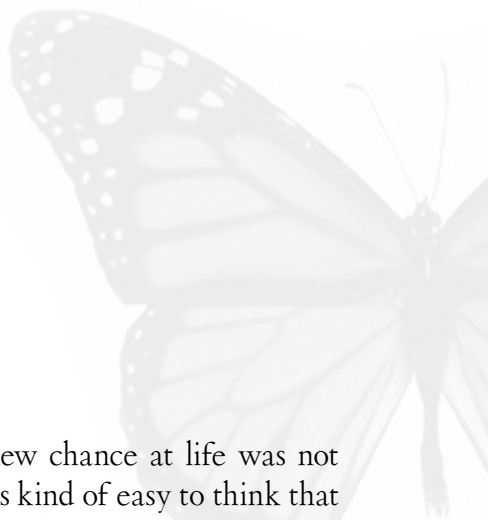 ew chance at life was not
s kind of easy to think that